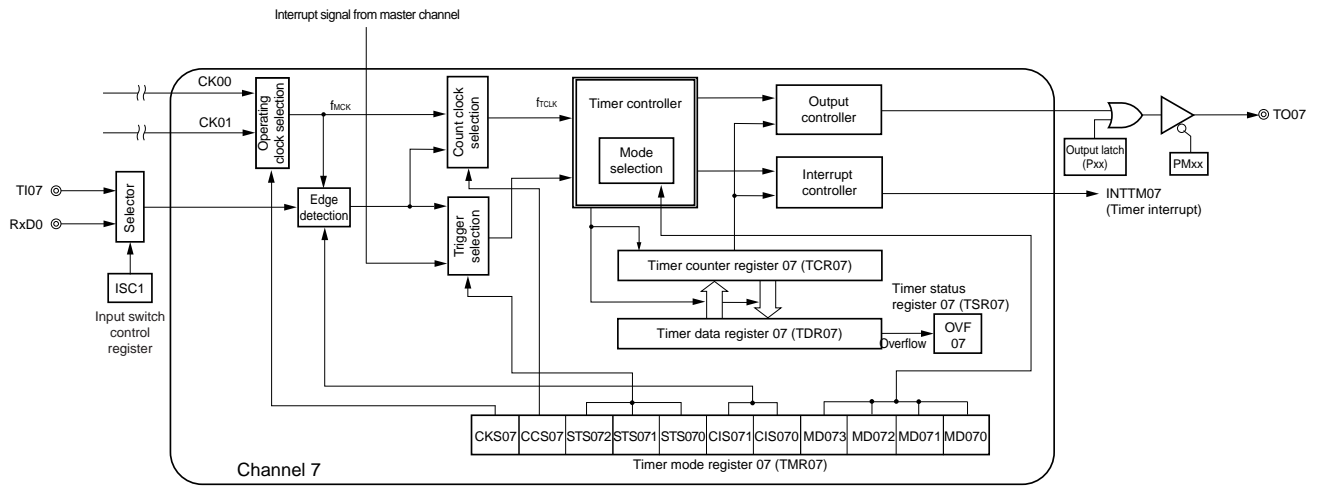 Interrupt signal from master channel
CK00
CK01
Operating
clock selection
fMCK
Count clock
selection
fTCLK
Timer controller
Mode
selection
Output
controller
Interrupt
controller
Output latch
(Pxx)
PMxx
TO07
INTTM07
(Timer interrupt)
TI07
RxD0
Selector
Edge
detection
Trigger
selection
ISC1
Input switch
control
register
Timer counter register 07 (TCR07)
Timer status
register 07 (TSR07)
Timer data register 07 (TDR07)
Overflow
OVF
07
CKS07 CCS07 STS072 STS071 STS070 CIS071 CIS070 MD073 MD072 MD071 MD070
Timer mode register 07 (TMR07)
Channel 7